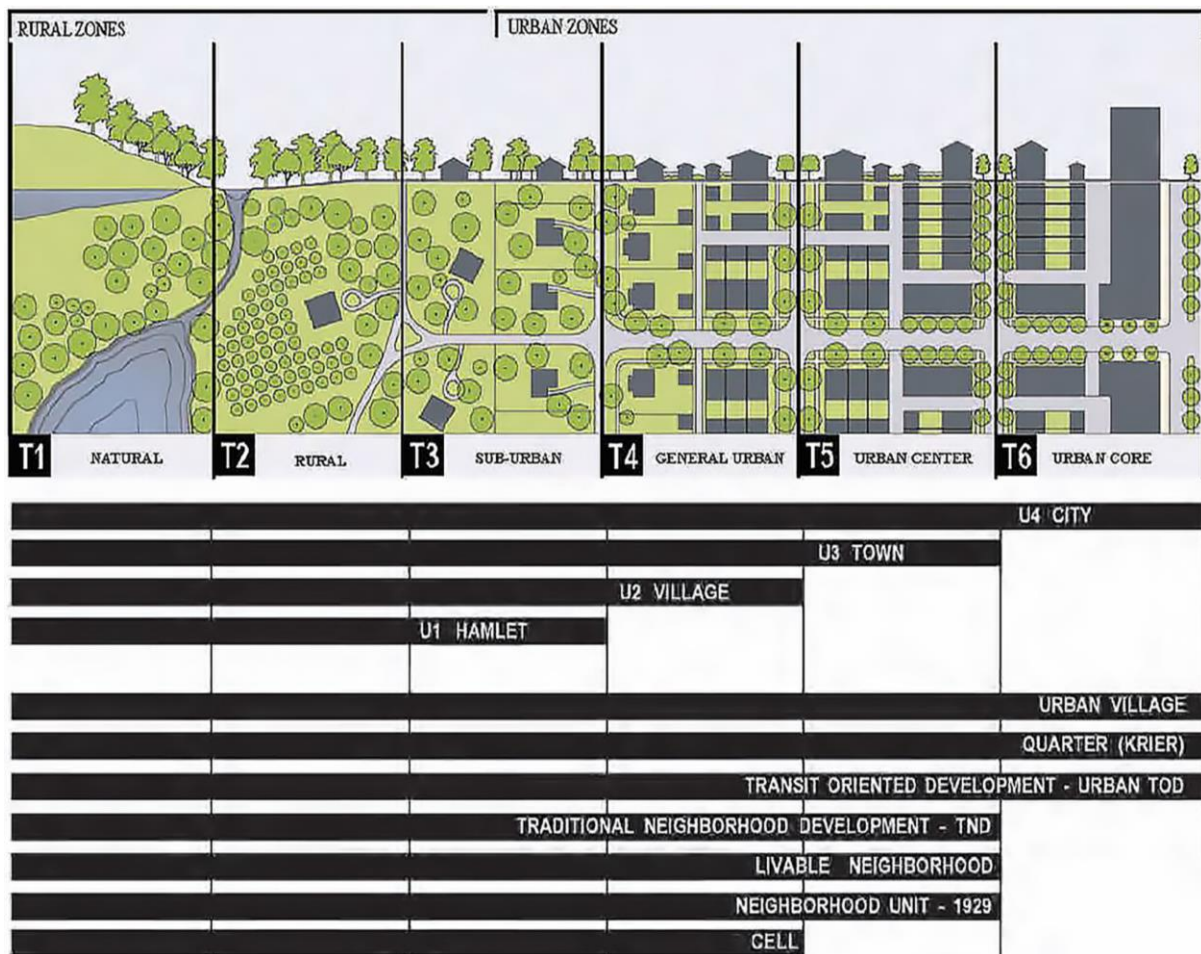 RURAL ZONES
URBAN ZONES
T1 NATURAL
T2 RURAL
T3 SUB-URBAN
T4 GENERAL URBAN
T5 URBAN CENTER
T6 URBAN CORE
U4 CITY
U3 TOWN
U2 VILLAGE
U1 HAMLET
URBAN VILLAGE
QUARTER (KRIER)
TRANSIT ORIENTED DEVELOPMENT - URBAN TOD
TRADITIONAL NEIGHBORHOOD DEVELOPMENT - TND
LIVABLE NEIGHBORHOOD
NEIGHBORHOOD UNIT - 1929
CELL